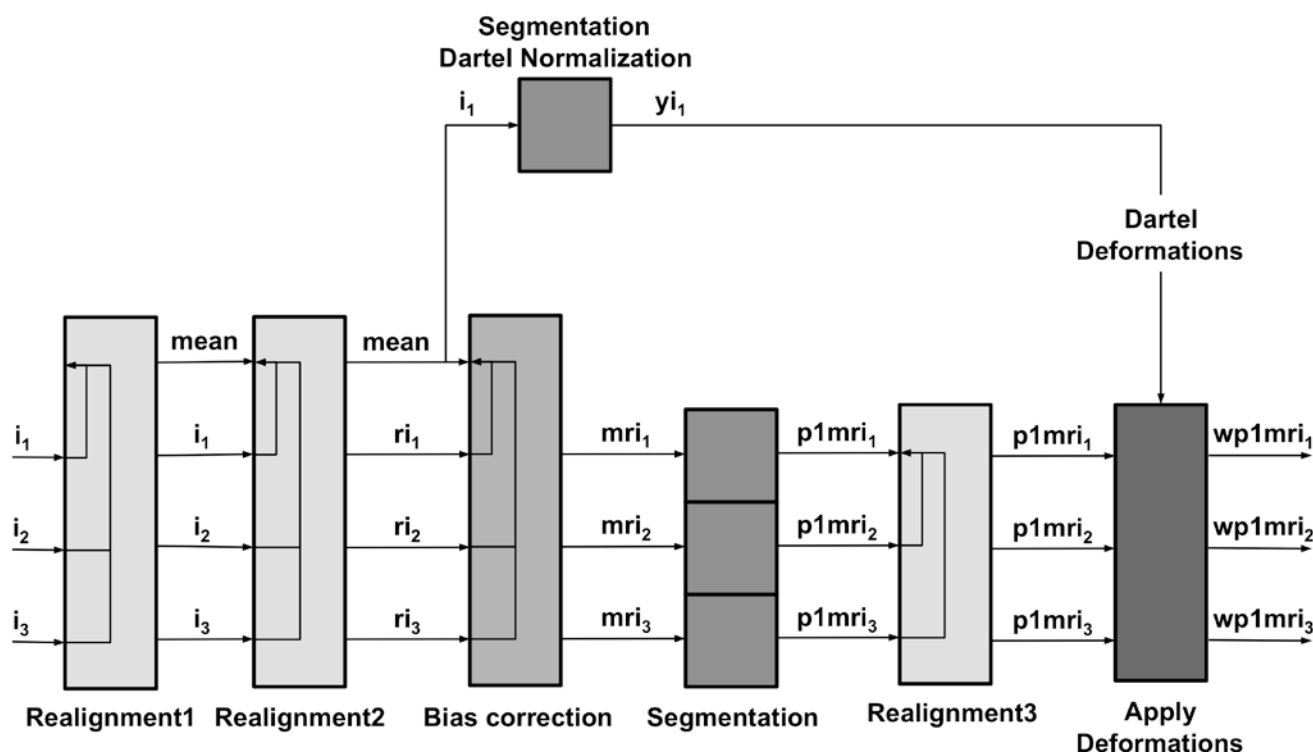 Segmentation
Dartel Normalization
i₁ yi₁
Dartel
Deformations
mean mean
i₁ i₁ ri₁ mri₁ p1mri₁ p1mri₁ wp1mri₁
i₂ i₂ ri₂ mri₂ p1mri₂ p1mri₂ wp1mri₂
i₃ i₃ ri₃ mri₃ p1mri₃ p1mri₃ wp1mri₃
Realignment1 Realignment2 Bias correction Segmentation Realignment3 Apply
Deformations